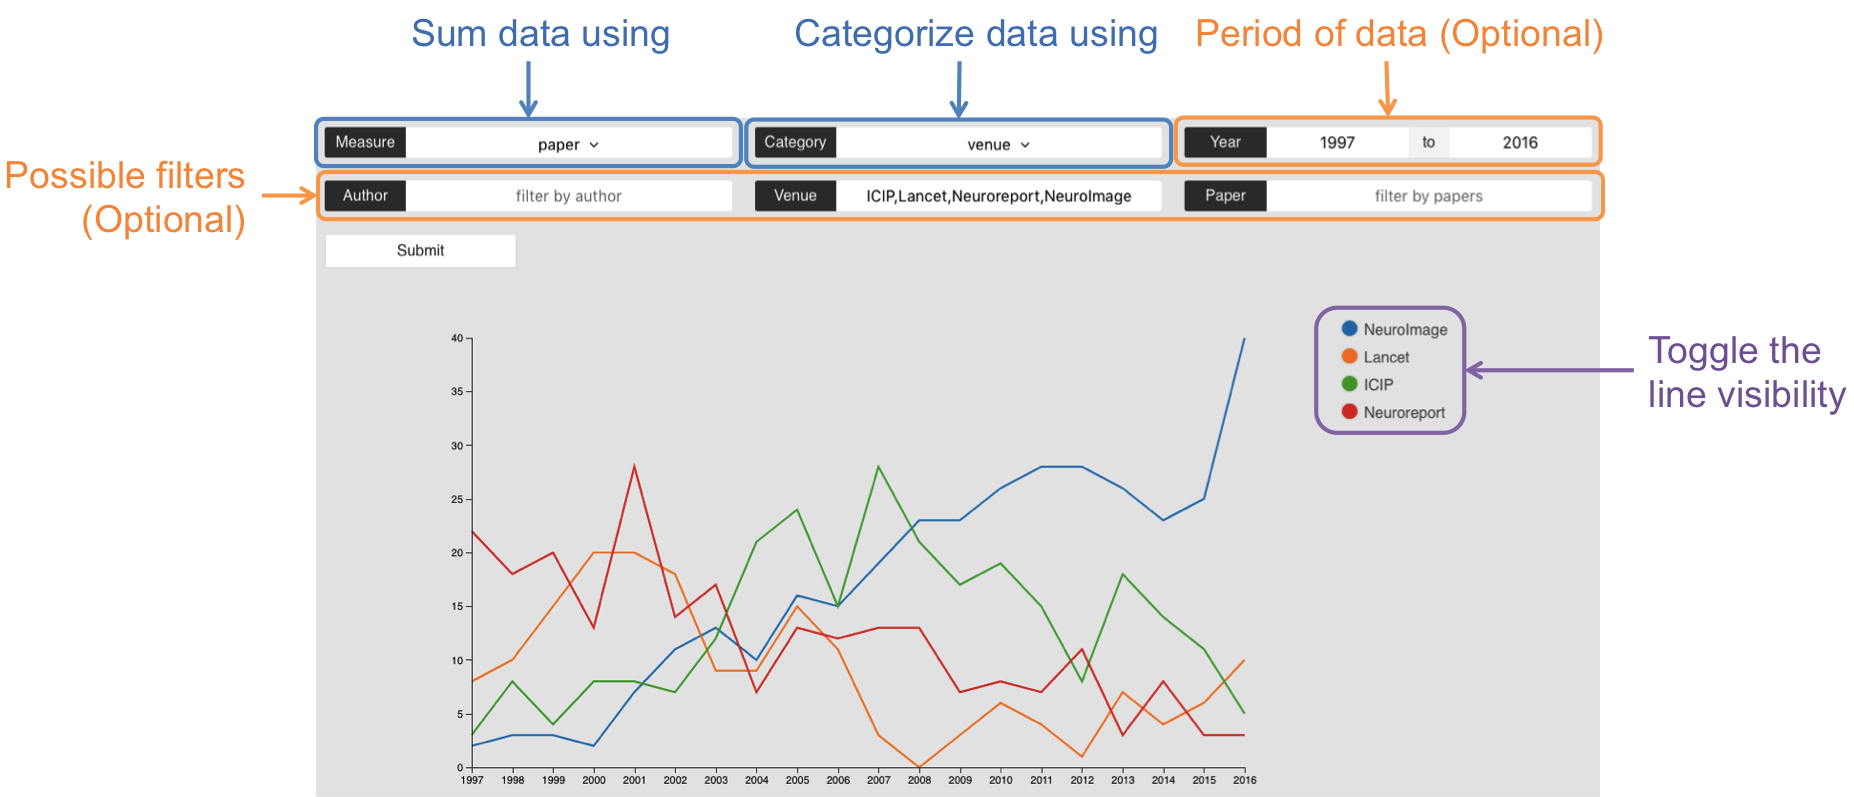 Sum data using
Categorize data using
Period of data (Optional)
Measure
paper
Category
venue
Year
1997
to
2016
Possible filters
(Optional)
Author
filter by author
Venue
ICIP,Lancet,Neuroreport,NeuroImage
Paper
filter by papers
Submit
NeuroImage
Lancet
ICIP
Neuroreport
Toggle the
line visibility
40
35
30
25
20
15
10
5
0
1997 1998 1999 2000 2001 2002 2003 2004 2005 2006 2007 2008 2009 2010 2011 2012 2013 2014 2015 2016